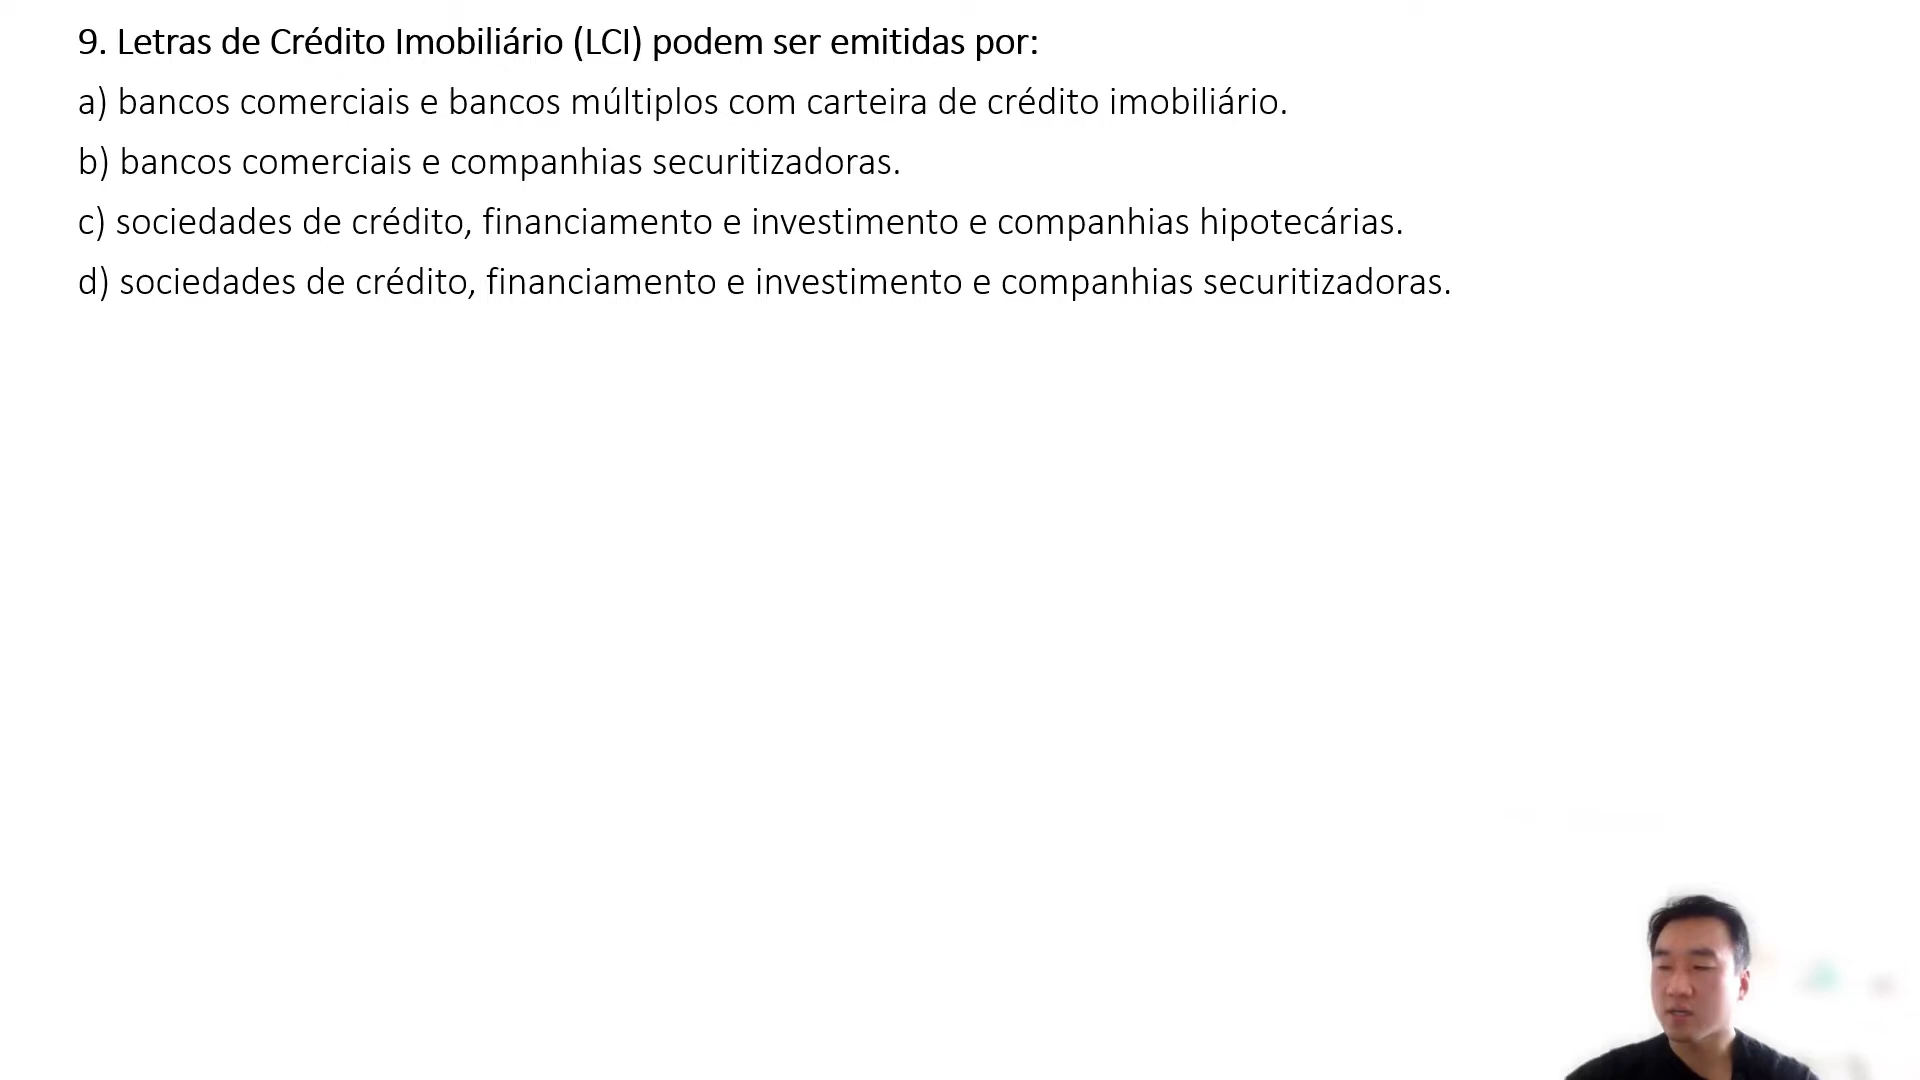 9. Letras de Crédito Imobiliário (LCI) podem ser emitidas por:
a) bancos comerciais e bancos múltiplos com carteira de crédito imobiliário.
b) bancos comerciais e companhias securitizadoras.
c) sociedades de crédito, financiamento e investimento e companhias hipotecárias.
d) sociedades de crédito, financiamento e investimento e companhias securitizadoras.